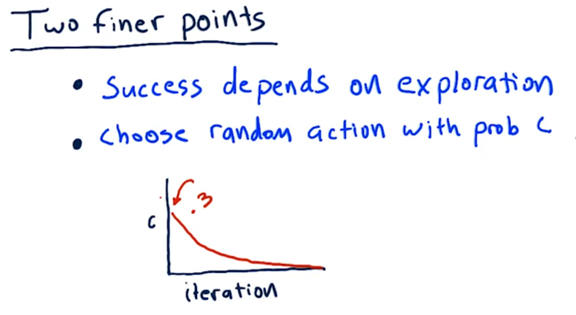 Two finer points
• Success depends on exploration
• choose random action with prob C
.3
C
iteration